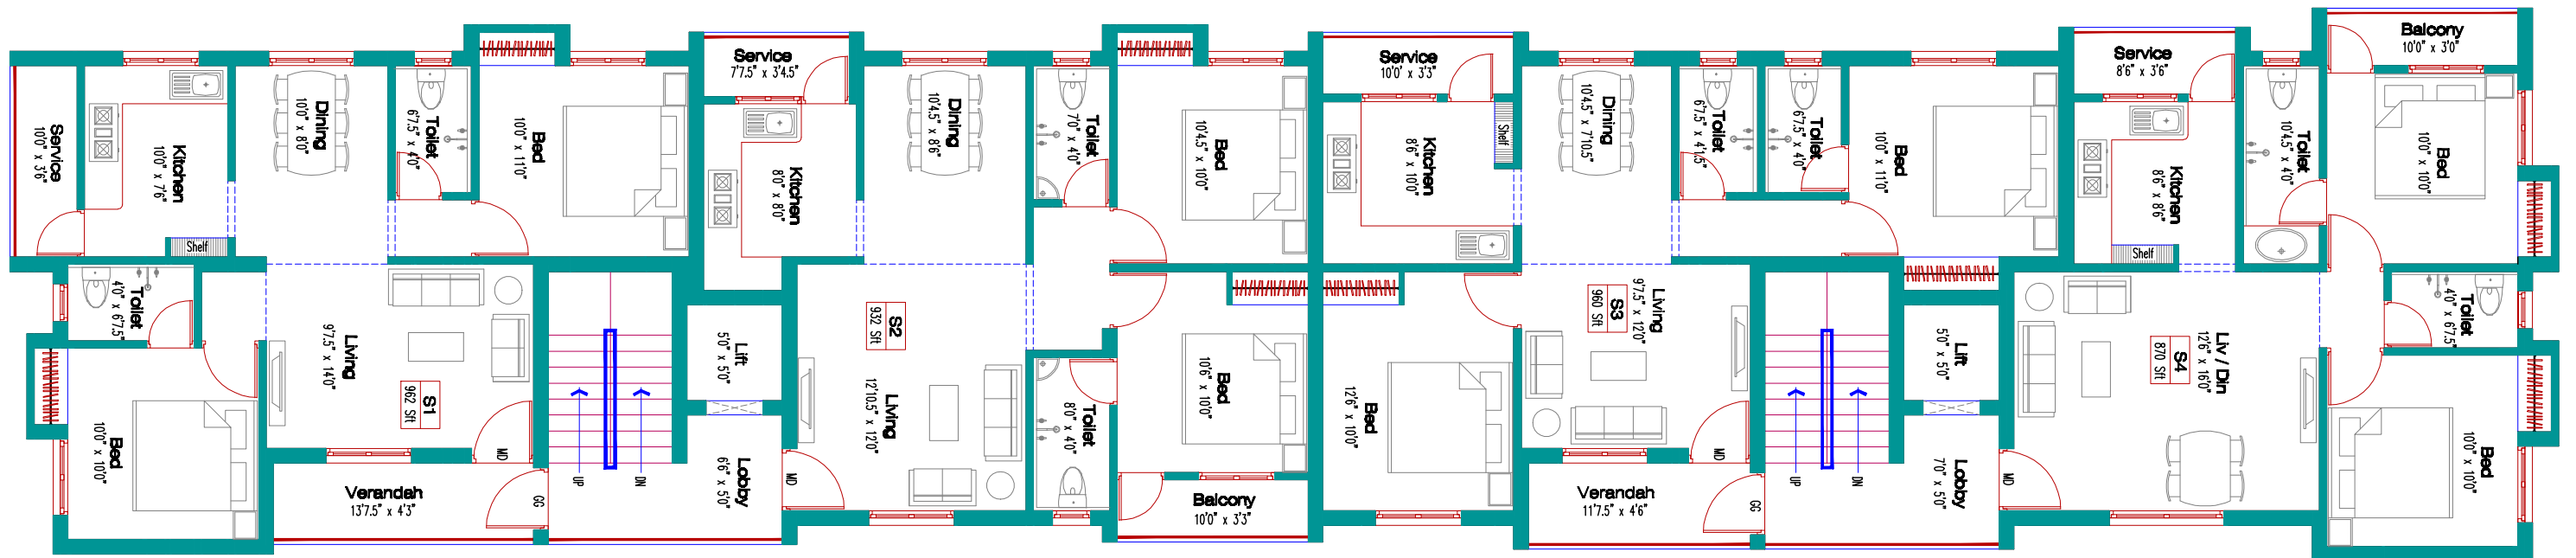 Service
10'0" x 3'6"
Kitchen
10'0" x 7'6"
Shelf
Dining
10'0" x 8'0"
Toilet
6'7.5" x 4'0"
Bed
10'0" x 11'0"
Toilet
4'0" x 6'7.5"
Bed
10'0" x 10'0"
Living
9'7.5" x 14'0"
S1
962 Sft
MD
Verandah
13'7.5" x 4'3"
GG
UP
DN
Lift
5'0" x 5'0"
Lobby
6'6" x 5'0"
MD
Service
7'7.5" x 3'4.5"
Kitchen
8'0" x 8'0"
Dining
10'4.5" x 8'6"
S2
932 Sft
Living
12'10.5" x 12'0"
Toilet
7'0" x 4'0"
Bed
10'4.5" x 10'0"
Bed
10'6" x 10'0"
Toilet
8'0" x 4'0"
Balcony
10'0" x 3'3"
Service
10'0' x 3'3"
Kitchen
8'6" x 10'0"
Shelf
Dining
10'4.5" x 7'10.5"
Toilet
6'7.5" x 4'1.5"
Toilet
6'7.5" x 4'0"
Bed
10'0" x 11'0"
Living
9'7.5" x 12'0"
S3
960 Sft
Bed
12'6" x 10'0"
MD
Verandah
11'7.5" x 4'6"
GG
UP
DN
Lift
5'0" x 5'0"
Lobby
7'0" x 5'0"
MD
Service
8'6" x 3'6"
Kitchen
8'6" x 8'6"
Shelf
Toilet
10'4.5" x 4'0"
Balcony
10'0" x 3'0"
Bed
10'0" x 10'0"
Toilet
4'0" x 6'7.5"
Liv / Din
12'6" x 16'0"
S4
870 Sft
Bed
10'0" x 10'0"